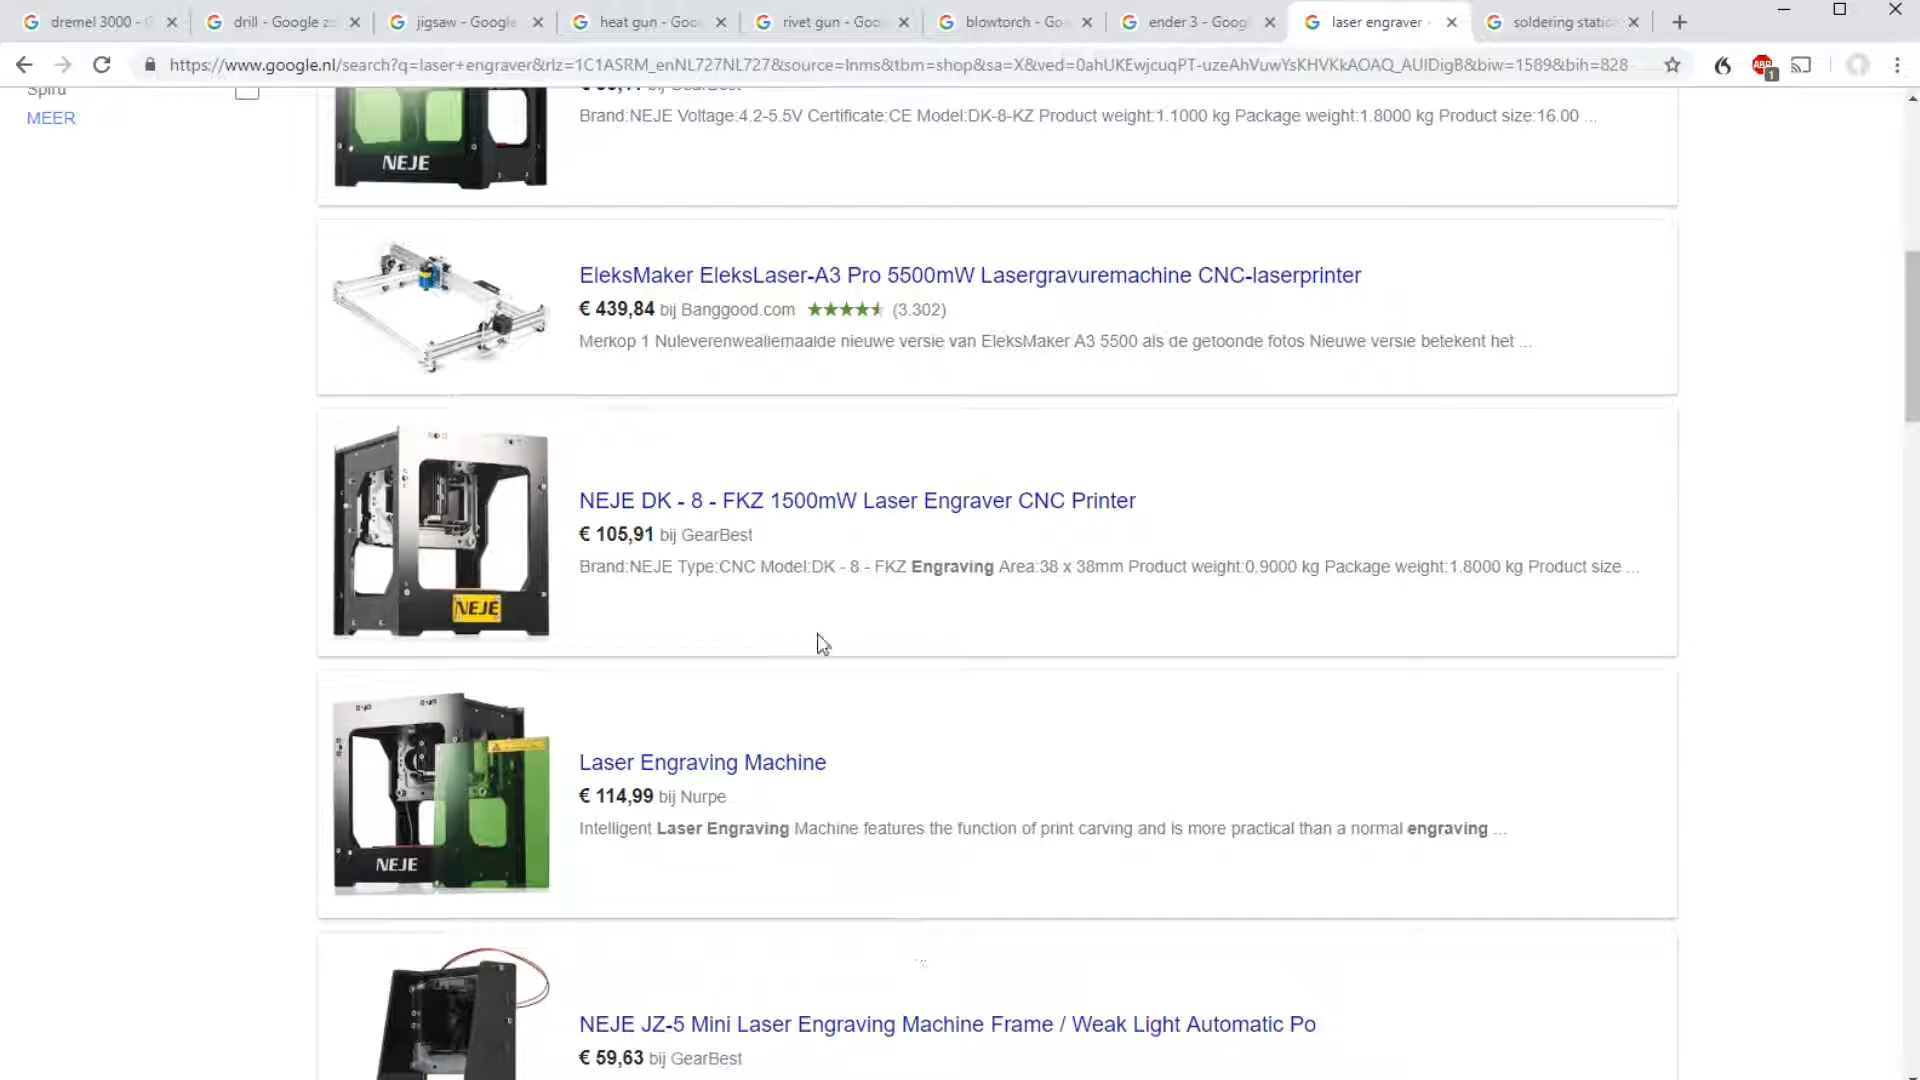 dremel 3000 - G
drill - Google zo
jigsaw - Google
heat gun - Goo
rivet gun - Goo
blowtorch - Go
ender 3 - Goog
laser engraver -
soldering statio
https://www.google.nl/search?q=laser+engraver&rlz=1C1ASRM_enNL727NL727&source=lnms&tbm=shop&sa=X&ved=0ahUKEwjcuqPT-uzeAhVuwYsKHVKkAOAQ_AUIDigB&biw=1589&bih=828
ABP
1
Spiru
MEER
bij GearBest
Brand:NEJE Voltage:4.2-5.5V Certificate:CE Model:DK-8-KZ Product weight:1.1000 kg Package weight:1.8000 kg Product size:16.00 ...
NEJE
EleksMaker EleksLaser-A3 Pro 5500mW Lasergravuremachine CNC-laserprinter
€ 439,84 bij Banggood.com ★★★★★ (3.302)
Merkop 1 Nuleverenweallemaalde nieuwe versie van EleksMaker A3 5500 als de getoonde fotos Nieuwe versie betekent het ...
NEJE DK - 8 - FKZ 1500mW Laser Engraver CNC Printer
€ 105,91 bij GearBest
Brand:NEJE Type:CNC Model:DK - 8 - FKZ Engraving Area:38 x 38mm Product weight:0.9000 kg Package weight:1.8000 kg Product size ...
NEJE
Laser Engraving Machine
€ 114,99 bij Nurpe
Intelligent Laser Engraving Machine features the function of print carving and is more practical than a normal engraving ...
NEJE
NEJE JZ-5 Mini Laser Engraving Machine Frame / Weak Light Automatic Po
€ 59,63 bij GearBest